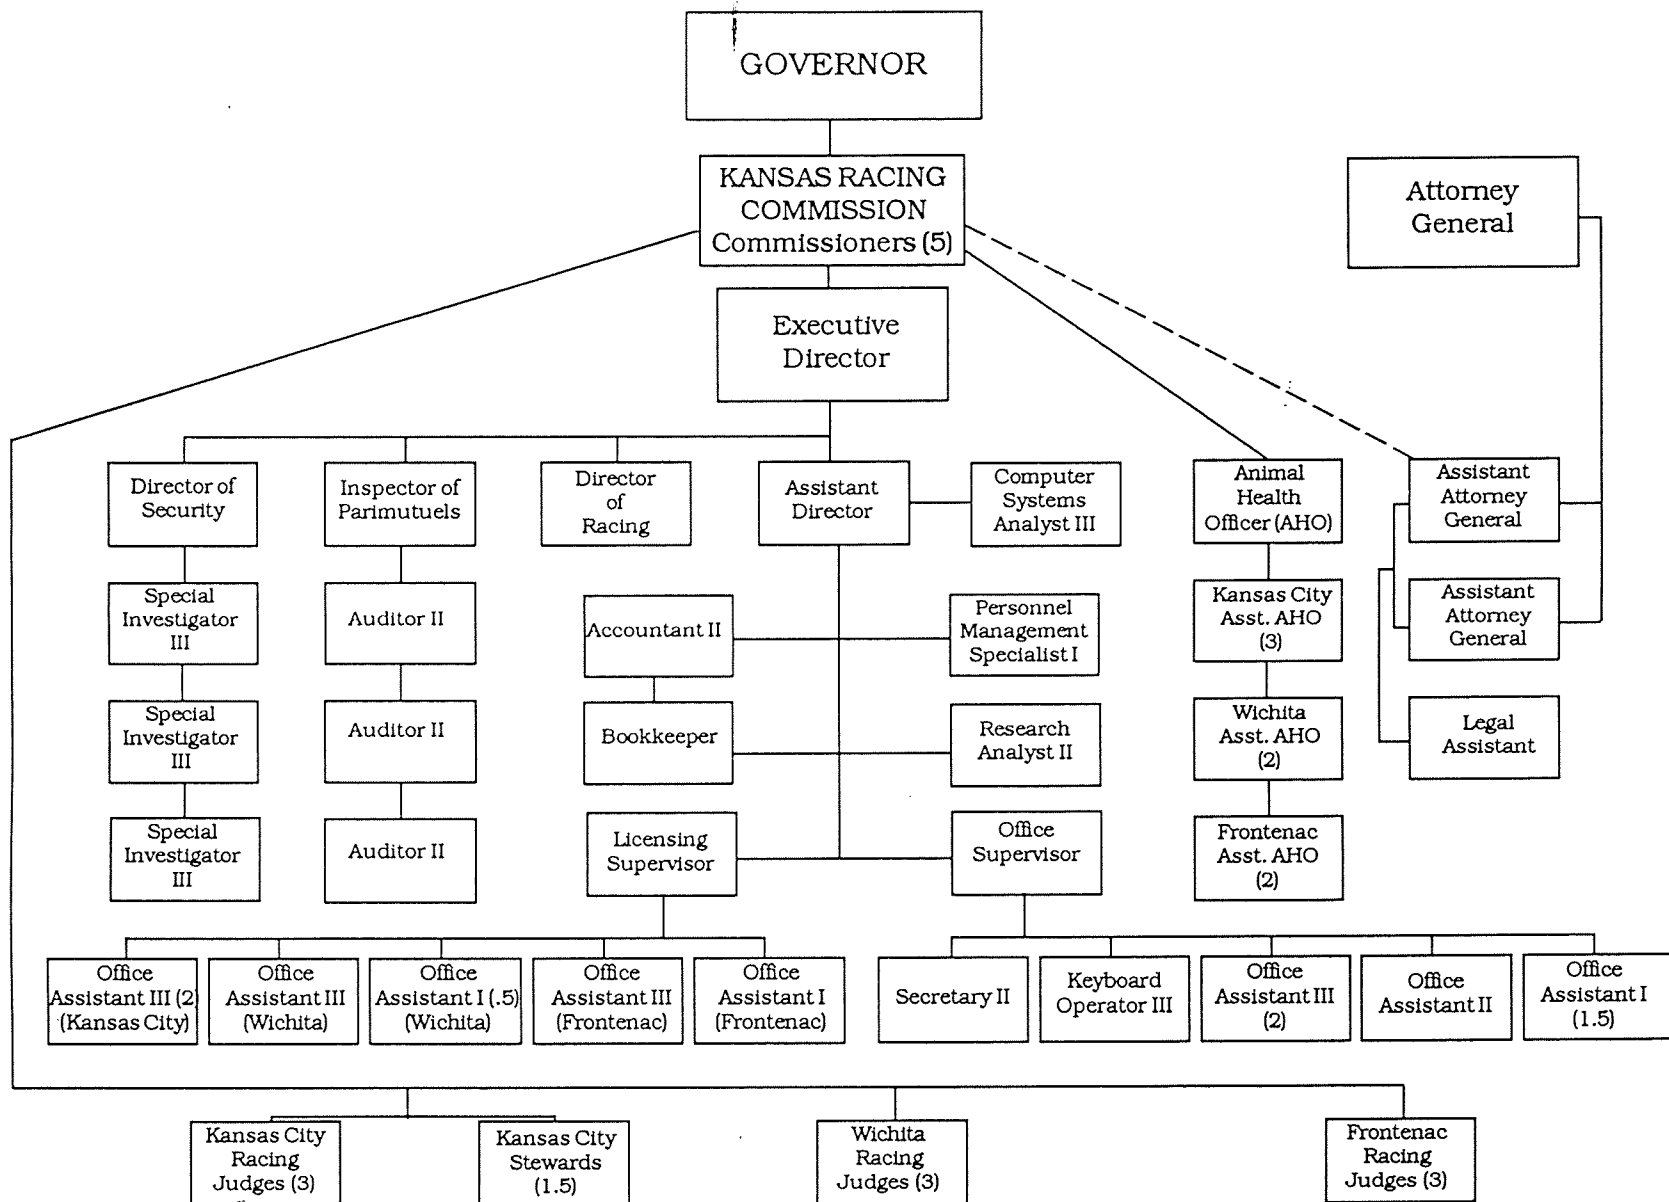 GOVERNOR
KANSAS RACING
COMMISSION
Commissioners (5)
Attorney
General
Executive
Director
Director of
Security
Inspector of
Parimutuels
Director
of
Racing
Assistant
Director
Computer
Systems
Analyst III
Animal
Health
Officer (AHO)
Assistant
Attorney
General
Special
Investigator
III
Auditor II
Accountant II
Personnel
Management
Specialist I
Kansas City
Asst. AHO
(3)
Assistant
Attorney
General
Special
Investigator
III
Auditor II
Bookkeeper
Research
Analyst II
Wichita
Asst. AHO
(2)
Legal
Assistant
Special
Investigator
III
Auditor II
Licensing
Supervisor
Office
Supervisor
Frontenac
Asst. AHO
(2)
Office
Assistant III (2)
(Kansas City)
Office
Assistant III
(Wichita)
Office
Assistant I (.5)
(Wichita)
Office
Assistant III
(Frontenac)
Office
Assistant I
(Frontenac)
Secretary II
Keyboard
Operator III
Office
Assistant III
(2)
Office
Assistant II
Office
Assistant I
(1.5)
Kansas City
Racing
Judges (3)
Kansas City
Stewards
(1.5)
Wichita
Racing
Judges (3)
Frontenac
Racing
Judges (3)